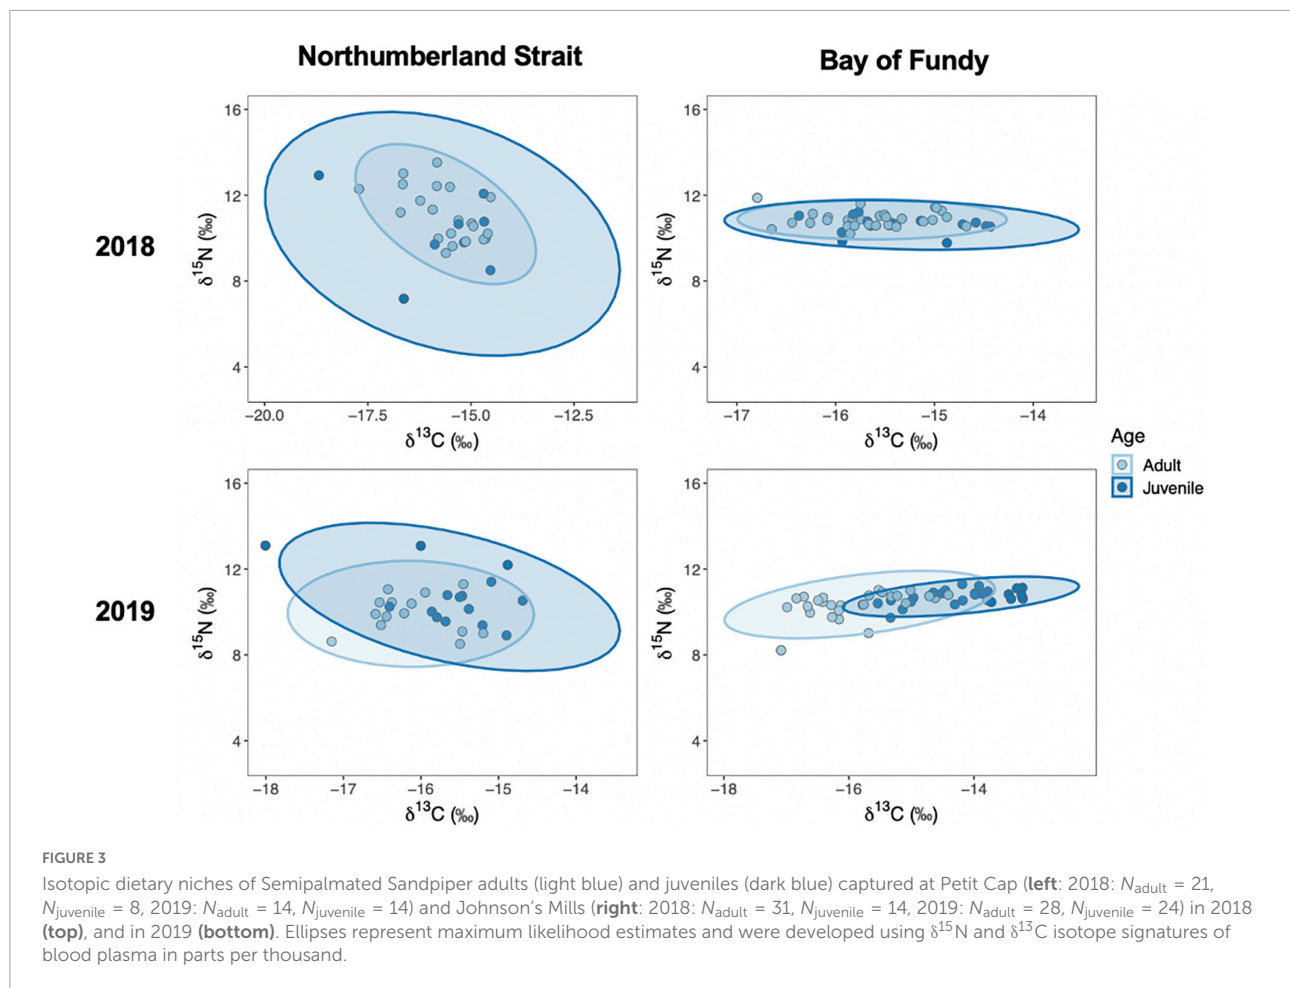 Northumberland Strait
Bay of Fundy
2018
16
12
8
4
δ15N (‰)
−20.0
−17.5
−15.0
−12.5
δ13C (‰)
16
12
8
4
δ15N (‰)
−17
−16
−15
−14
δ13C (‰)
Age
Adult
Juvenile
2019
16
12
8
4
δ15N (‰)
−18
−17
−16
−15
−14
δ13C (‰)
16
12
8
4
δ15N (‰)
−18
−16
−14
δ13C (‰)
FIGURE 3
Isotopic dietary niches of Semipalmated Sandpiper adults (light blue) and juveniles (dark blue) captured at Petit Cap (left: 2018: Nadult = 21,
Njuvenile = 8, 2019: Nadult = 14, Njuvenile = 14) and Johnson's Mills (right: 2018: Nadult = 31, Njuvenile = 14, 2019: Nadult = 28, Njuvenile = 24) in 2018
(top), and in 2019 (bottom). Ellipses represent maximum likelihood estimates and were developed using δ15N and δ13C isotope signatures of
blood plasma in parts per thousand.